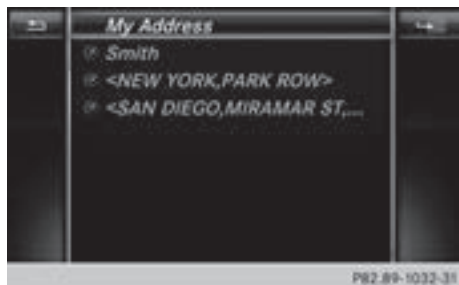 My Address
Smith
<NEW YORK,PARK ROW>
<SAN DIEGO,MIRAMAR ST,...
P82.89-1032-31